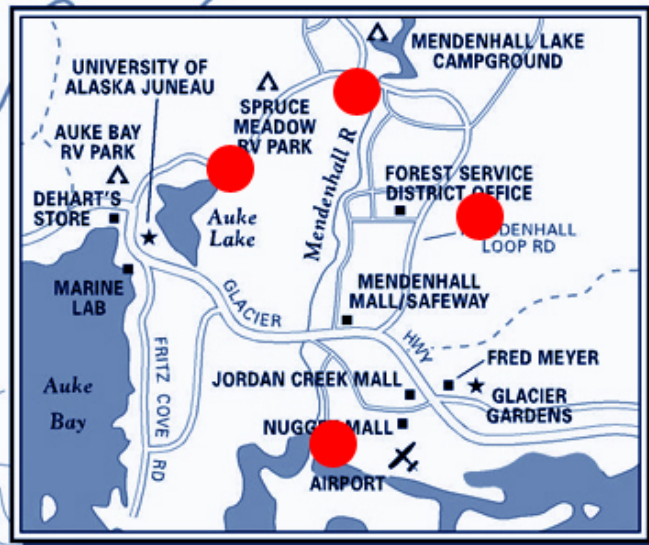 MENDENHALL LAKE
CAMPGROUND
UNIVERSITY OF
ALASKA JUNEAU
SPRUCE
MEADOW
RV PARK
AUKE BAY
RV PARK
Mendenhall R
FOREST SERVICE
DISTRICT OFFICE
DEHART'S
STORE
Auke
Lake
LOOP RD
MARINE
LAB
GLACIER
HWY
MENDENHALL
MALL/SAFEWAY
FRITZ COVE RD
FRED MEYER
JORDAN CREEK MALL
GLACIER
GARDENS
Auke
Bay
MALL
AIRPORT